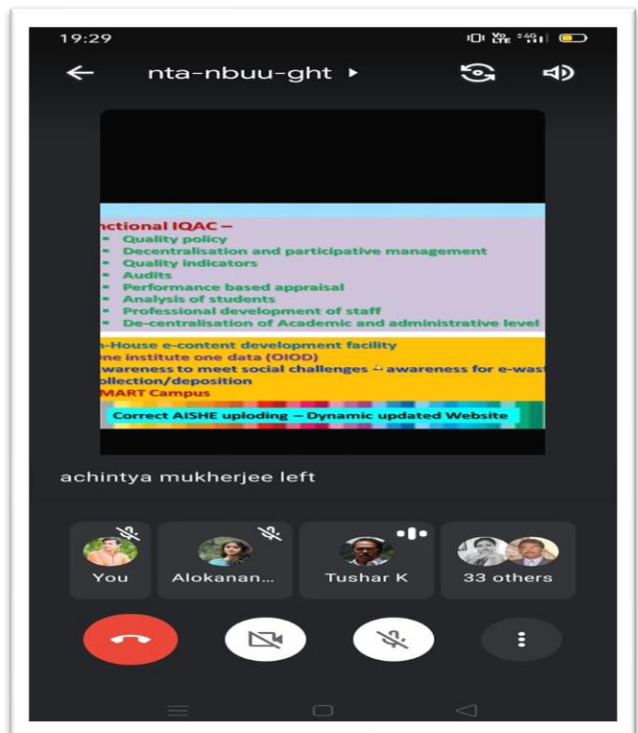 19:29 Vo LTE 4G
nta-nbuu-ght
nctional IQAC –
Quality policy
Decentralisation and participative management
Quality indicators
Audits
Performance based appraisal
Analysis of students
Professional development of staff
De-centralisation of Academic and administrative level
n-House e-content development facility
ne institute one data (OIOD)
wareness to meet social challenges – awareness for e-wast
ollection/deposition
MART Campus
Correct AISHE uploding – Dynamic updated Website
achintya mukherjee left
You Alokanan... Tushar K 33 others